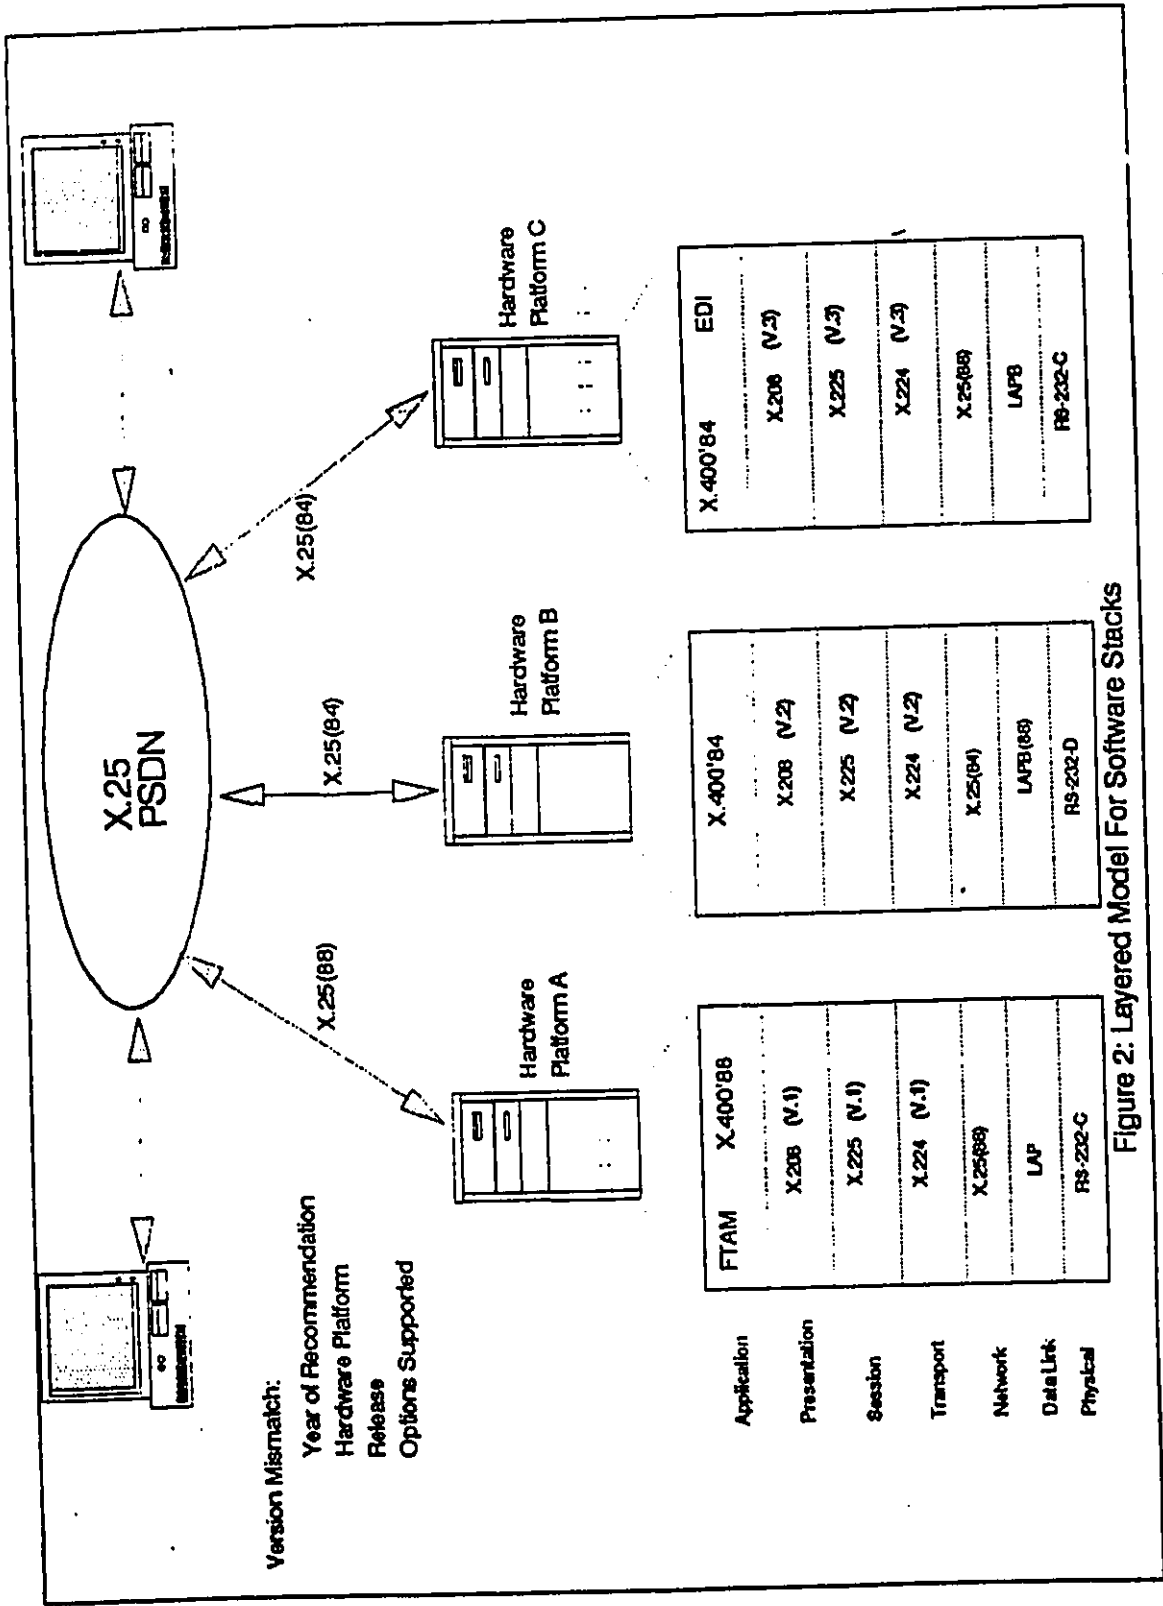 X.25
PSDN
X.25(88)
X.25(84)
X.25(84)
Version Mismatch:
Year of Recommendation
Hardware Platform
Release
Options Supported
Hardware
Platform A
Hardware
Platform B
Hardware
Platform C
Application
Presentation
Session
Transport
Network
Data Link
Physical
FTAM X.400'88
X.208 (V.1)
X.225 (V.1)
X.224 (V.1)
X.25(88)
LAP
RS-232-C
X.400'84
X.208 (V.2)
X.225 (V.2)
X.224 (V.2)
X.25(84)
LAPB(88)
RS-232-D
X.400'84 EDI
X.208 (V.3)
X.225 (V.3)
X.224 (V.3)
X.25(88)
LAPB
RS-232-C
Figure 2: Layered Model For Software Stacks